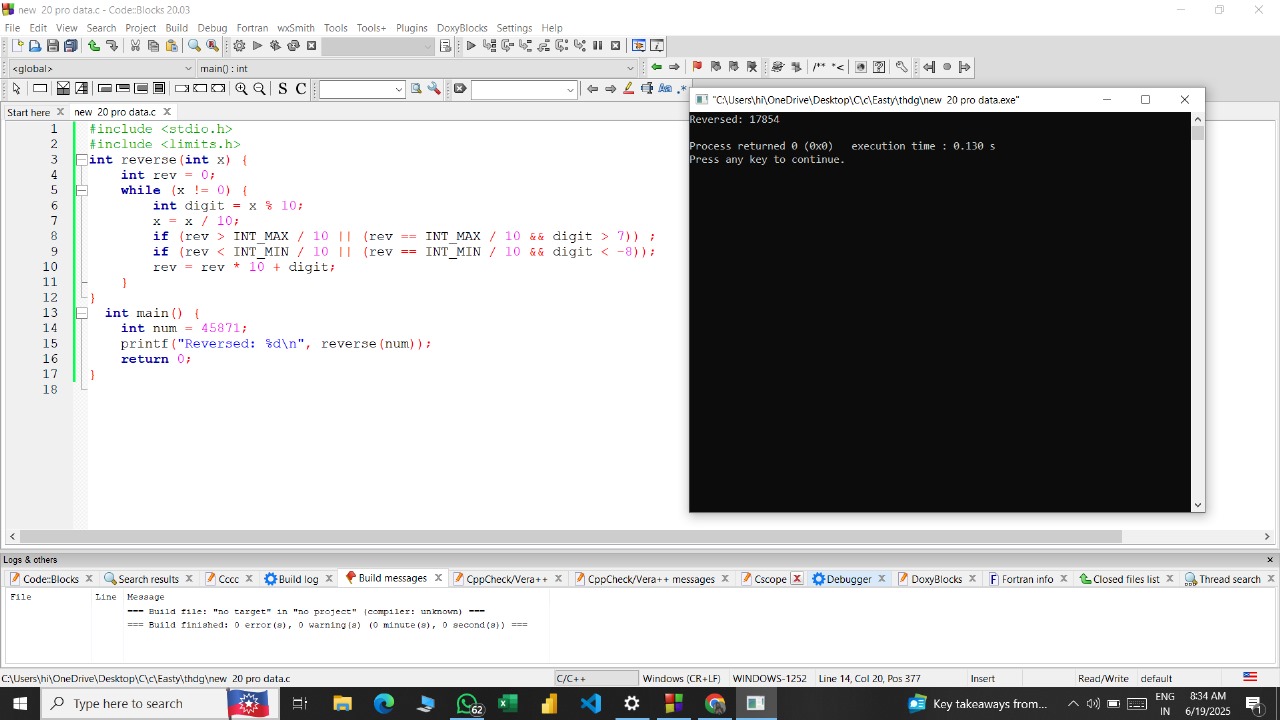 new  20 pro data.c - Code::Blocks 20.03
File Edit View Search Project Build Debug Fortran wxSmith Tools Tools+ Plugins DoxyBlocks Settings Help
<global> main() : int
/** *<
S C Aa .*
Start here X new  20 pro data.c X
1 #include <stdio.h>
2 #include <limits.h>
3 int reverse(int x) {
4 int rev = 0;
5 while (x != 0) {
6 int digit = x % 10;
7 x = x / 10;
8 if (rev > INT_MAX / 10 || (rev == INT_MAX / 10 && digit > 7)) ;
9 if (rev < INT_MIN / 10 || (rev == INT_MIN / 10 && digit < -8));
10 rev = rev * 10 + digit;
11 }
12 }
13 int main() {
14 int num = 45871;
15 printf("Reversed: %d\n", reverse(num));
16 return 0;
17 }
18
"C:\Users\hi\OneDrive\Desktop\C\c\Easty\thdg\new  20 pro data.exe"
Reversed: 17854
Process returned 0 (0x0)   execution time : 0.130 s
Press any key to continue.
Logs & others
Code::Blocks X Search results X Cccc X Build log X Build messages X CppCheck/Vera++ X CppCheck/Vera++ messages X Cscope X Debugger X DoxyBlocks X Fortran info X Closed files list X Thread search X
File Line Message
=== Build file: "no target" in "no project" (compiler: unknown) ===
=== Build finished: 0 error(s), 0 warning(s) (0 minute(s), 0 second(s)) ===
C:\Users\hi\OneDrive\Desktop\C\c\Easty\thdg\new  20 pro data.c C/C++ Windows (CR+LF) WINDOWS-1252 Line 14, Col 20, Pos 377 Insert Read/Write default
Type here to search 62 Key takeaways from... ENG IN 8:34 AM 6/19/2025 1